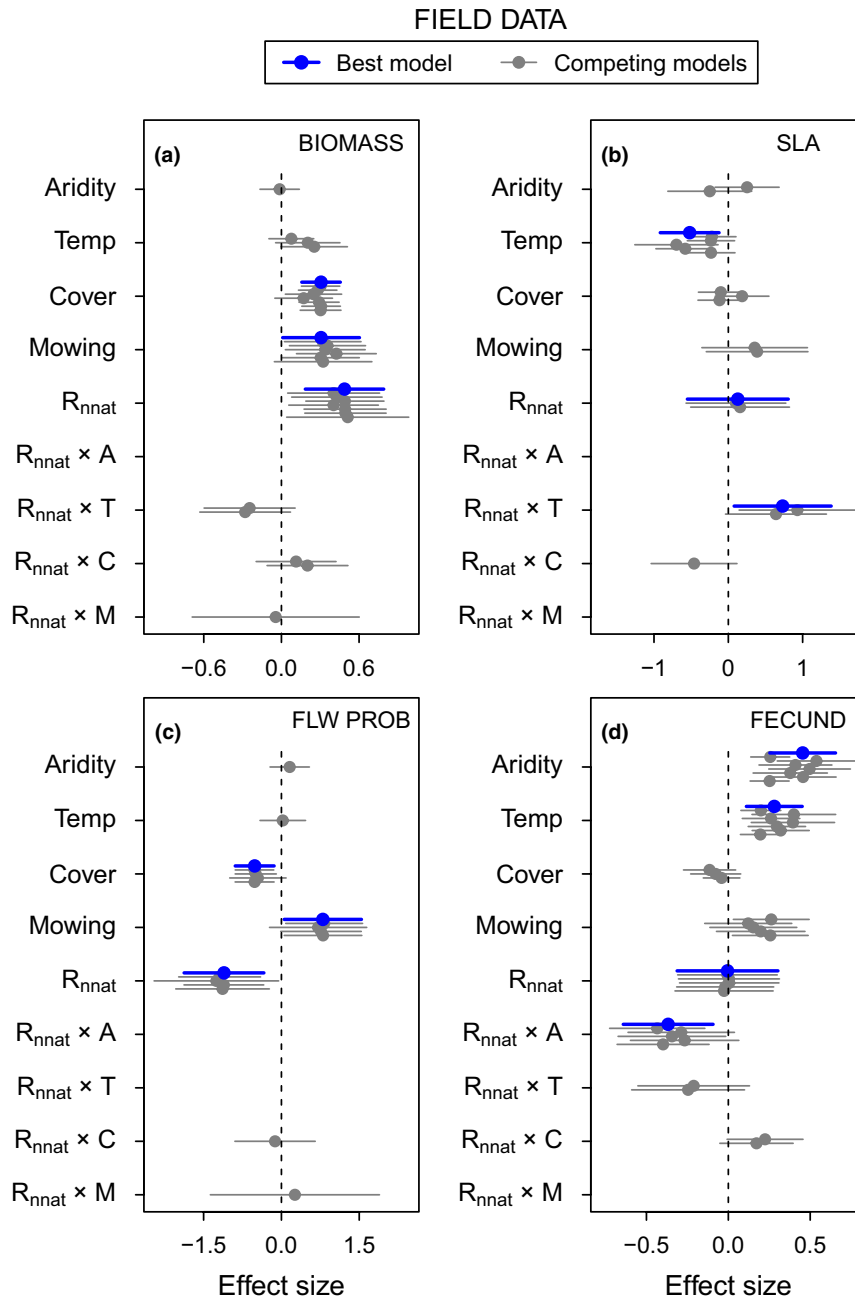 FIELD DATA
Best model Competing models
(a) BIOMASS
Aridity
Temp
Cover
Mowing
Rnnat
Rnnat × A
Rnnat × T
Rnnat × C
Rnnat × M
−0.6 0.0 0.6
(b) SLA
Aridity
Temp
Cover
Mowing
Rnnat
Rnnat × A
Rnnat × T
Rnnat × C
Rnnat × M
−1 0 1
(c) FLW PROB
Aridity
Temp
Cover
Mowing
Rnnat
Rnnat × A
Rnnat × T
Rnnat × C
Rnnat × M
−1.5 0.0 1.5
Effect size
(d) FECUND
Aridity
Temp
Cover
Mowing
Rnnat
Rnnat × A
Rnnat × T
Rnnat × C
Rnnat × M
−0.5 0.0 0.5
Effect size